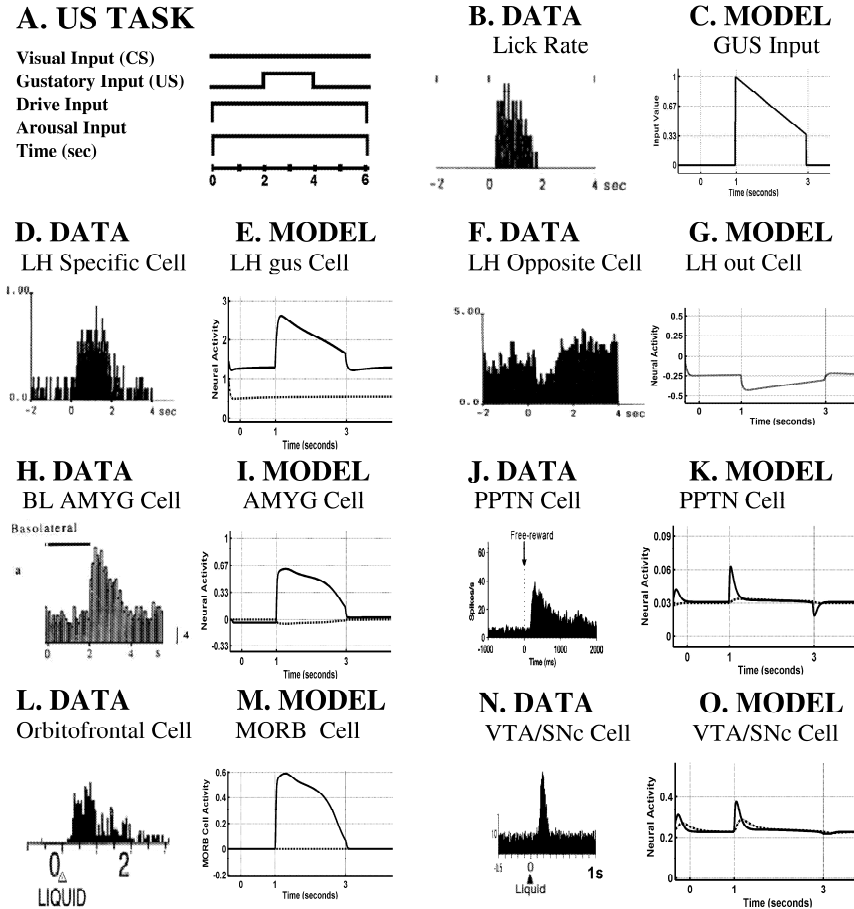 A. US TASK
Visual Input (CS)
Gustatory Input (US)
Drive Input
Arousal Input
Time (sec)
0 2 4 6
B. DATA
Lick Rate
-2 0 4 sec
C. MODEL
GUS Input
Input Value
1
0.67
0.33
0
0 1 3
Time (seconds)
D. DATA
LH Specific Cell
1.00
0.0
-2 0 2 4 sec
E. MODEL
LH gus Cell
Neural Activity
3
2
1
0
0 1 3
Time (seconds)
F. DATA
LH Opposite Cell
5.00
0.0
-2 0 2 4 sec
G. MODEL
LH out Cell
Neural Activity
0.5
0.25
0
-0.25
-0.5
0 1 3
Time (seconds)
H. DATA
BL AMYG Cell
Basolateral
a
4
0 2 5
I. MODEL
AMYG Cell
Neural Activity
1
0.67
0.33
0
-0.33
0 1 3
Time (seconds)
J. DATA
PPTN Cell
Free-reward
Spikes/s
60
40
20
0
-1000 0 1000 2000
Time (ms)
K. MODEL
PPTN Cell
Neural Activity
0.09
0.06
0.03
0
0 1 3
Time (seconds)
L. DATA
Orbitofrontal Cell
0 2
LIQUID
M. MODEL
MORB Cell
MORB Cell Activity
0.6
0.4
0.2
0
-0.2
0 1 3
Time (seconds)
N. DATA
VTA/SNc Cell
0 1s
Liquid
O. MODEL
VTA/SNc Cell
Neural Activity
0.4
0.2
0
0 1 3
Time (seconds)